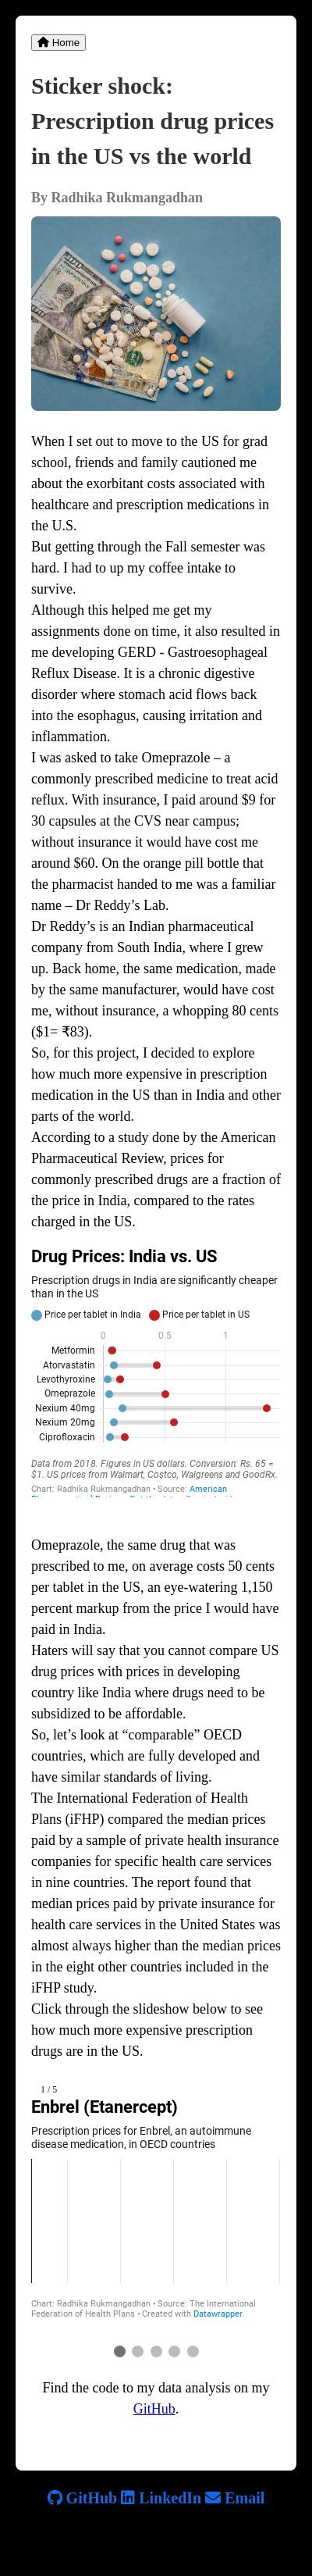 Home
Sticker shock:
Prescription drug prices
in the US vs the world
By Radhika Rukmangadhan
When I set out to move to the US for grad
school, friends and family cautioned me
about the exorbitant costs associated with
healthcare and prescription medications in
the U.S.
But getting through the Fall semester was
hard. I had to up my coffee intake to
survive.
Although this helped me get my
assignments done on time, it also resulted in
me developing GERD - Gastroesophageal
Reflux Disease. It is a chronic digestive
disorder where stomach acid flows back
into the esophagus, causing irritation and
inflammation.
I was asked to take Omeprazole – a
commonly prescribed medicine to treat acid
reflux. With insurance, I paid around $9 for
30 capsules at the CVS near campus;
without insurance it would have cost me
around $60. On the orange pill bottle that
the pharmacist handed to me was a familiar
name – Dr Reddy’s Lab.
Dr Reddy’s is an Indian pharmaceutical
company from South India, where I grew
up. Back home, the same medication, made
by the same manufacturer, would have cost
me, without insurance, a whopping 80 cents
($1= ₹83).
So, for this project, I decided to explore
how much more expensive in prescription
medication in the US than in India and other
parts of the world.
According to a study done by the American
Pharmaceutical Review, prices for
commonly prescribed drugs are a fraction of
the price in India, compared to the rates
charged in the US.
Drug Prices: India vs. US
Prescription drugs in India are significantly cheaper
than in the US
Price per tablet in India Price per tablet in US
0 0.5 1
Metformin
Atorvastatin
Levothyroxine
Omeprazole
Nexium 40mg
Nexium 20mg
Ciprofloxacin
Data from 2018. Figures in US dollars. Conversion: Rs. 65 =
$1. US prices from Walmart, Costco, Walgreens and GoodRx.
Chart: Radhika Rukmangadhan • Source: American
Omeprazole, the same drug that was
prescribed to me, on average costs 50 cents
per tablet in the US, an eye-watering 1,150
percent markup from the price I would have
paid in India.
Haters will say that you cannot compare US
drug prices with prices in developing
country like India where drugs need to be
subsidized to be affordable.
So, let’s look at “comparable” OECD
countries, which are fully developed and
have similar standards of living.
The International Federation of Health
Plans (iFHP) compared the median prices
paid by a sample of private health insurance
companies for specific health care services
in nine countries. The report found that
median prices paid by private insurance for
health care services in the United States was
almost always higher than the median prices
in the eight other countries included in the
iFHP study.
Click through the slideshow below to see
how much more expensive prescription
drugs are in the US.
1 / 5
Enbrel (Etanercept)
Prescription prices for Enbrel, an autoimmune
disease medication, in OECD countries
Chart: Radhika Rukmangadhan • Source: The International
Federation of Health Plans • Created with Datawrapper
Find the code to my data analysis on my
GitHub.
GitHub LinkedIn Email